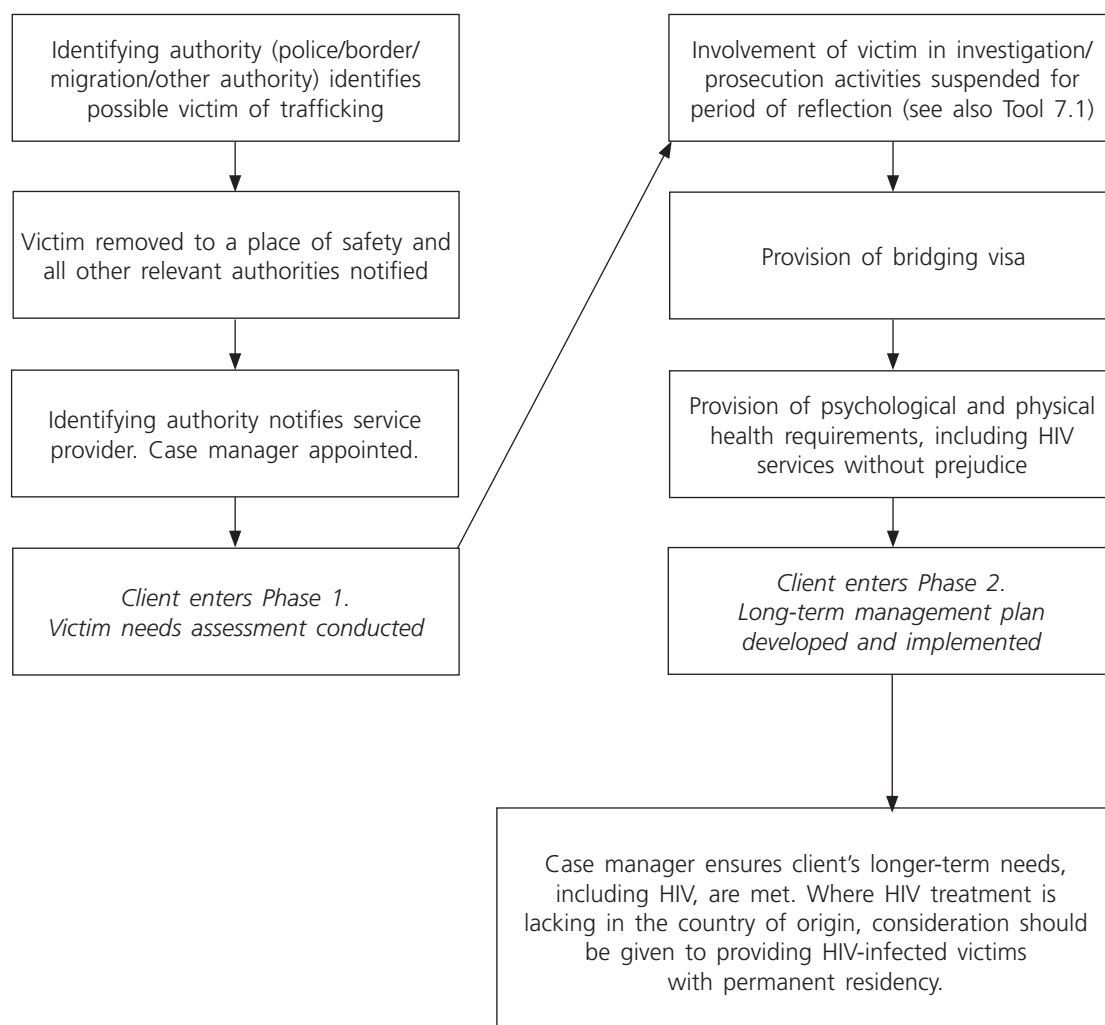 Identifying authority (police/border/
migration/other authority) identifies
possible victim of trafficking
Victim removed to a place of safety and
all other relevant authorities notified
Identifying authority notifies service
provider. Case manager appointed.
Client enters Phase 1.
Victim needs assessment conducted
Involvement of victim in investigation/
prosecution activities suspended for
period of reflection (see also Tool 7.1)
Provision of bridging visa
Provision of psychological and physical
health requirements, including HIV
services without prejudice
Client enters Phase 2.
Long-term management plan
developed and implemented
Case manager ensures client's longer-term needs,
including HIV, are met. Where HIV treatment is
lacking in the country of origin, consideration should
be given to providing HIV-infected victims
with permanent residency.